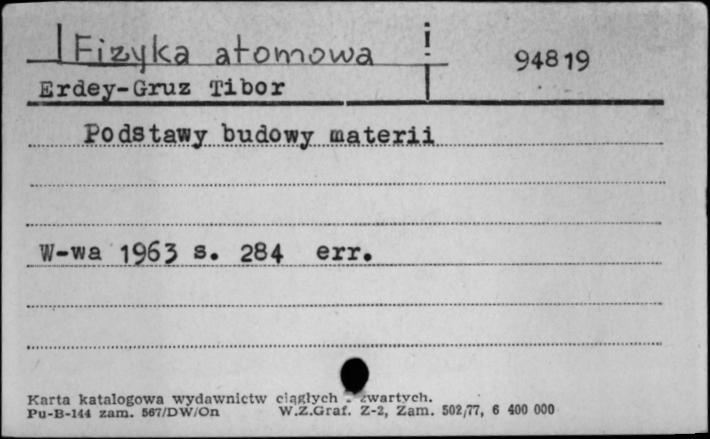 Fizyka atomowa
94819
Erdey-Gruz Tibor
Podstawy budowy materii
W-wa 1963 s. 284 err.
Karta katalogowa wydawnictw ciągłych - zwartych.
Pu-B-144 zam. 567/DW/On W.Z.Graf. Z-2, Zam. 502/77, 6 400 000